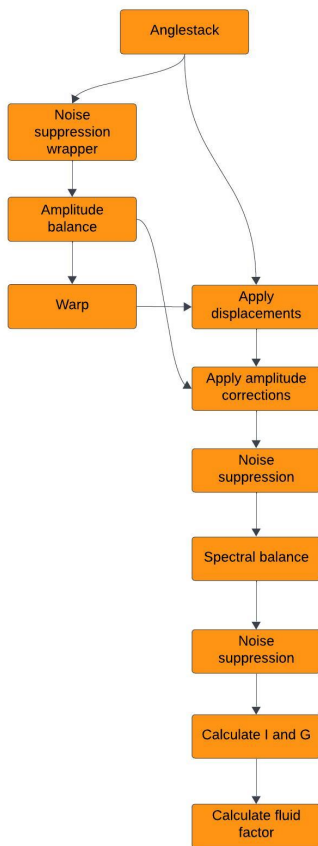 Anglestack
Noise
suppression
wrapper
Amplitude
balance
Warp
Apply
displacements
Apply amplitude
corrections
Noise
suppression
Spectral balance
Noise
suppression
Calculate I and G
Calculate fluid
factor